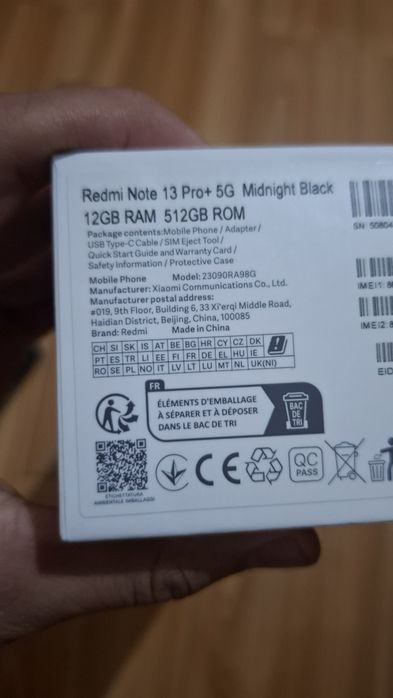 Redmi Note 13 Pro+ 5G Midnight Black
12GB RAM 512GB ROM
Package contents:Mobile Phone / Adapter /
USB Type-C Cable / SIM Eject Tool /
Quick Start Guide and Warranty Card /
Safety Information / Protective Case
Mobile Phone Model: 23090RA98G
Manufacturer: Xiaomi Communications Co., Ltd.
Manufacturer postal address:
#019, 9th Floor, Building 6, 33 Xi'erqi Middle Road,
Haidian District, Beijing, China, 100085
Brand: Redmi Made in China
CH SI SK IS AT BE BG HR CY CZ DK
PT ES TR LI EE FI FR DE EL HU IE
RO SE PL NO IT LV LT LU MT NL UK(NI)
FR
ÉLÉMENTS D'EMBALLAGE
À SÉPARER ET À DÉPOSER
DANS LE BAC DE TRI
BAC
DE
TRI
ETICHETTATURA
AMBIENTALE IMBALLAGGI
CE
QC
PASS
SN
IMEI1:
IMEI2:
EID